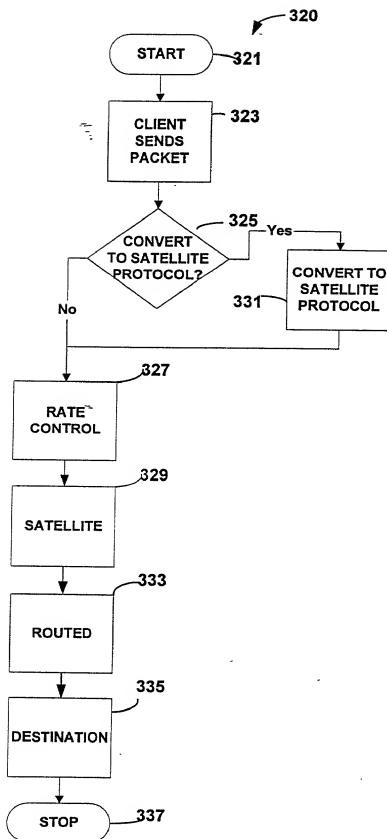 320
START
321
CLIENT
SENDS
PACKET
323
CONVERT
TO SATELLITE
PROTOCOL?
325
Yes
CONVERT TO
SATELLITE
PROTOCOL
331
No
327
RATE
CONTROL
329
SATELLITE
333
ROUTED
335
DESTINATION
STOP
337